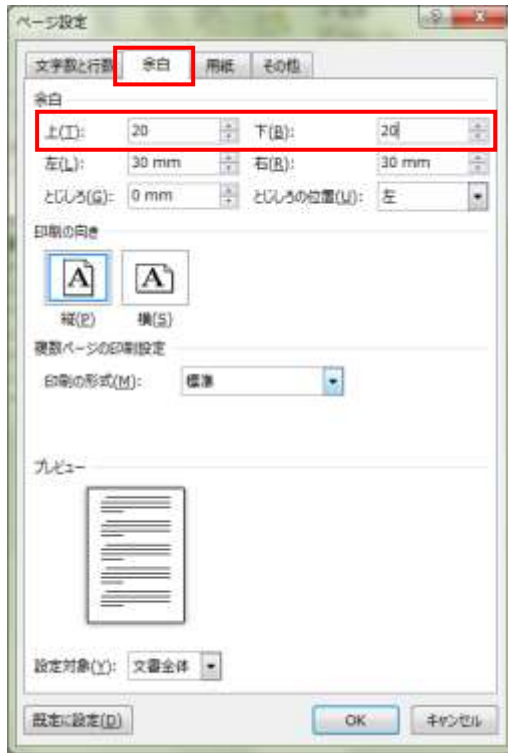 ページ設定
文字数と行数 余白 用紙 その他
余白
上(T): 20 下(B): 20
左(L): 30 mm 右(R): 30 mm
とじしろ(G): 0 mm とじしろの位置(U): 左
印刷の向き
A A
縦(P) 横(S)
複数ページの印刷設定
印刷の形式(M): 標準
プレビュー
設定対象(Y): 文書全体
既定に設定(D) OK キャンセル